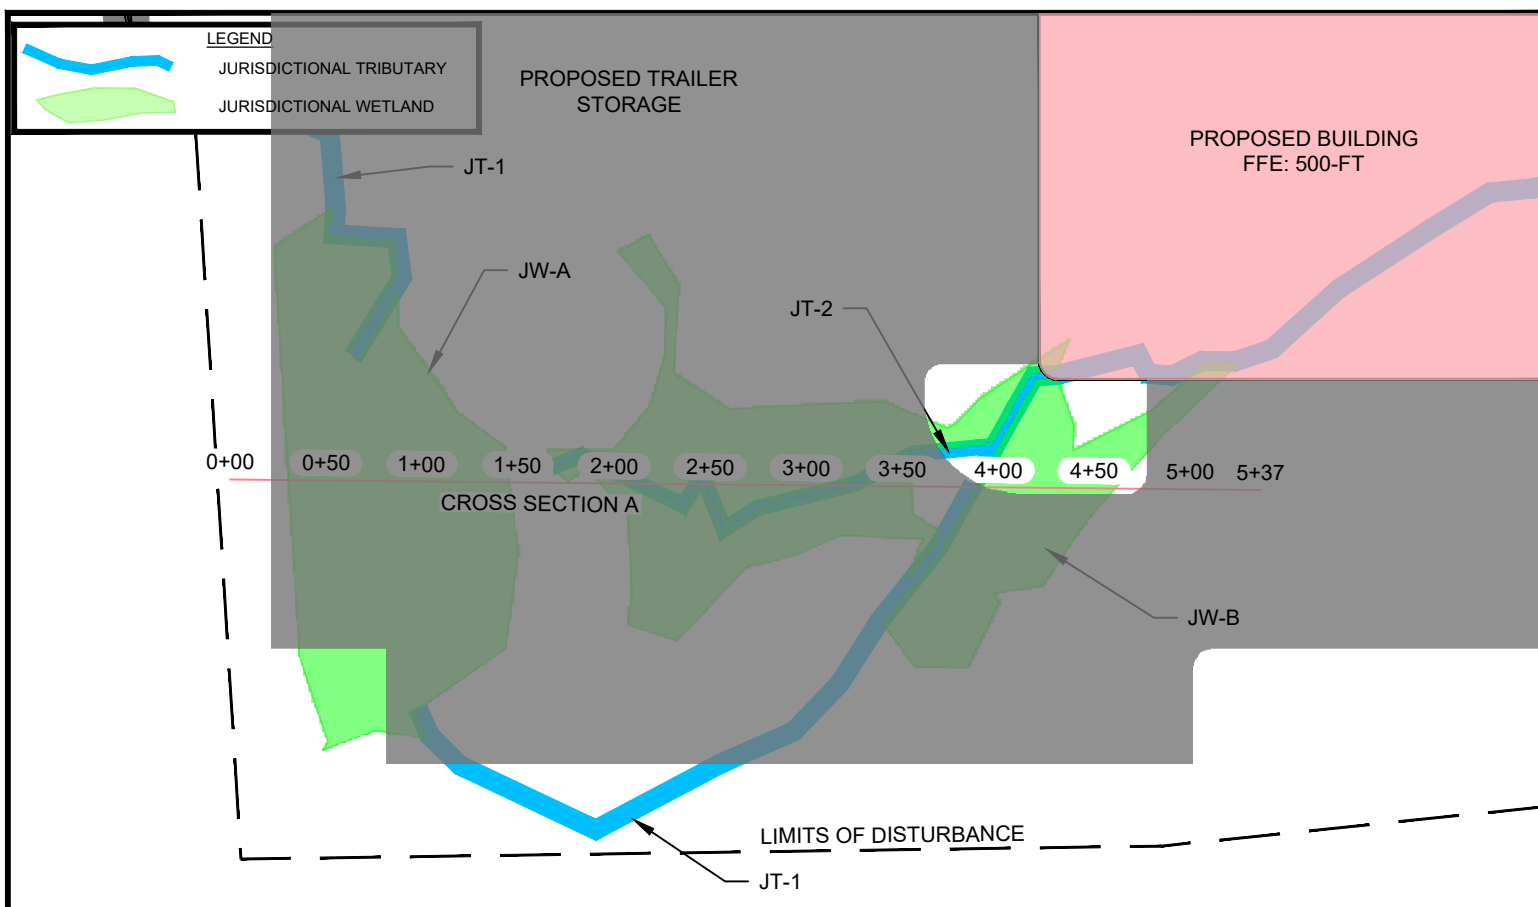 LEGEND
JURISDICTIONAL TRIBUTARY
JURISDICTIONAL WETLAND
PROPOSED TRAILER
STORAGE
PROPOSED BUILDING
FFE: 500-FT
JT-1
JW-A
JT-2
0+00 0+50 1+00 1+50 2+00 2+50 3+00 3+50 4+00 4+50 5+00 5+37
CROSS SECTION A
JW-B
LIMITS OF DISTURBANCE
JT-1